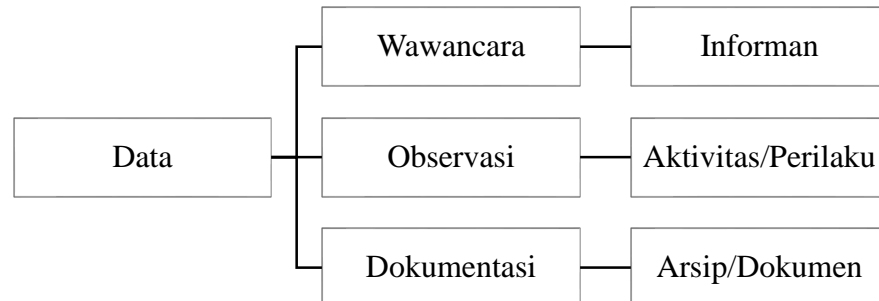 Wawancara
Informan
Data
Observasi
Aktivitas/Perilaku
Dokumentasi
Arsip/Dokumen